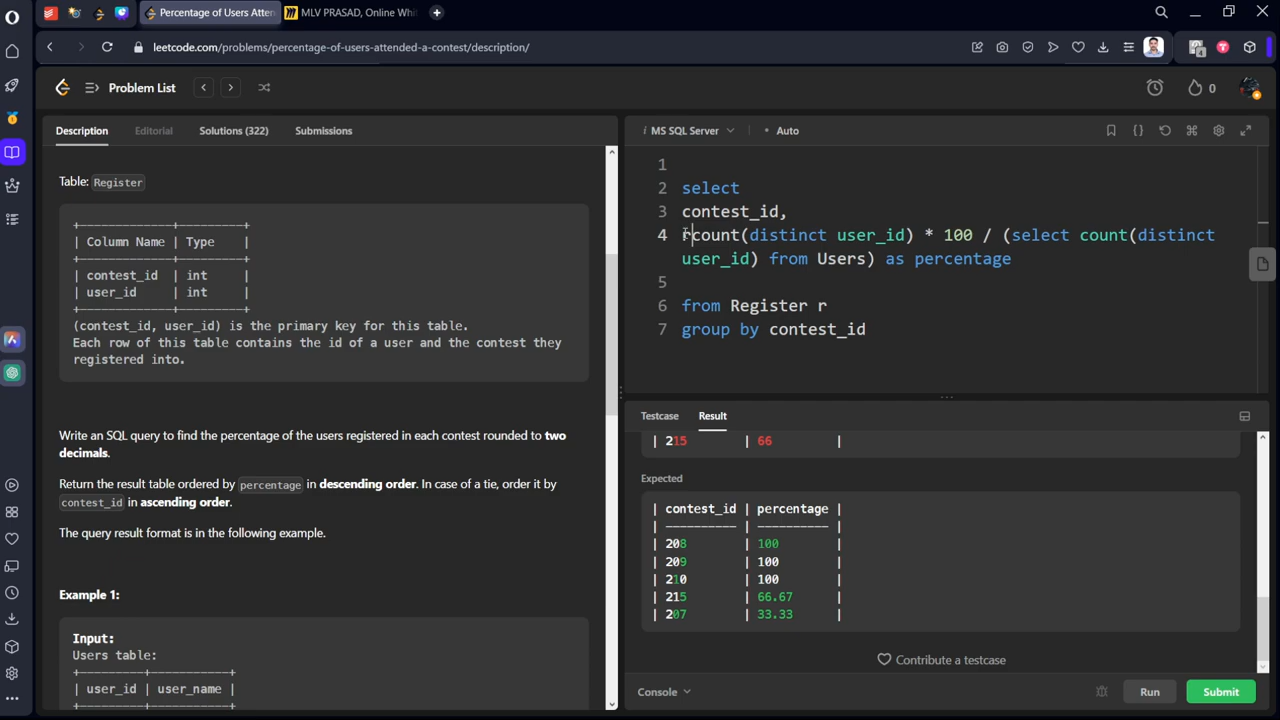 Percentage of Users Atten
MLV PRASAD, Online Whit
leetcode.com/problems/percentage-of-users-attended-a-contest/description/
Problem List
0
Description
Editorial
Solutions (322)
Submissions
MS SQL Server
• Auto
Table: Register
+-------------+---------+
| Column Name | Type    |
+-------------+---------+
| contest_id  | int     |
| user_id     | int     |
+-------------+---------+
(contest_id, user_id) is the primary key for this table.
Each row of this table contains the id of a user and the contest they
registered into.
Write an SQL query to find the percentage of the users registered in each contest rounded to two
decimals.
Return the result table ordered by percentage in descending order. In case of a tie, order it by
contest_id in ascending order.
The query result format is in the following example.
Example 1:
Input:
Users table:
+---------+-----------+
| user_id | user_name |
+---------+-----------+
1
2 select
3 contest_id,
4 rcount(distinct user_id) * 100 / (select count(distinct
user_id) from Users) as percentage
5
6 from Register r
7 group by contest_id
Testcase
Result
| 215 | 66 |
Expected
| contest_id | percentage |
| ---------- | ---------- |
| 208 | 100 |
| 209 | 100 |
| 210 | 100 |
| 215 | 66.67 |
| 207 | 33.33 |
Contribute a testcase
Console
Run
Submit